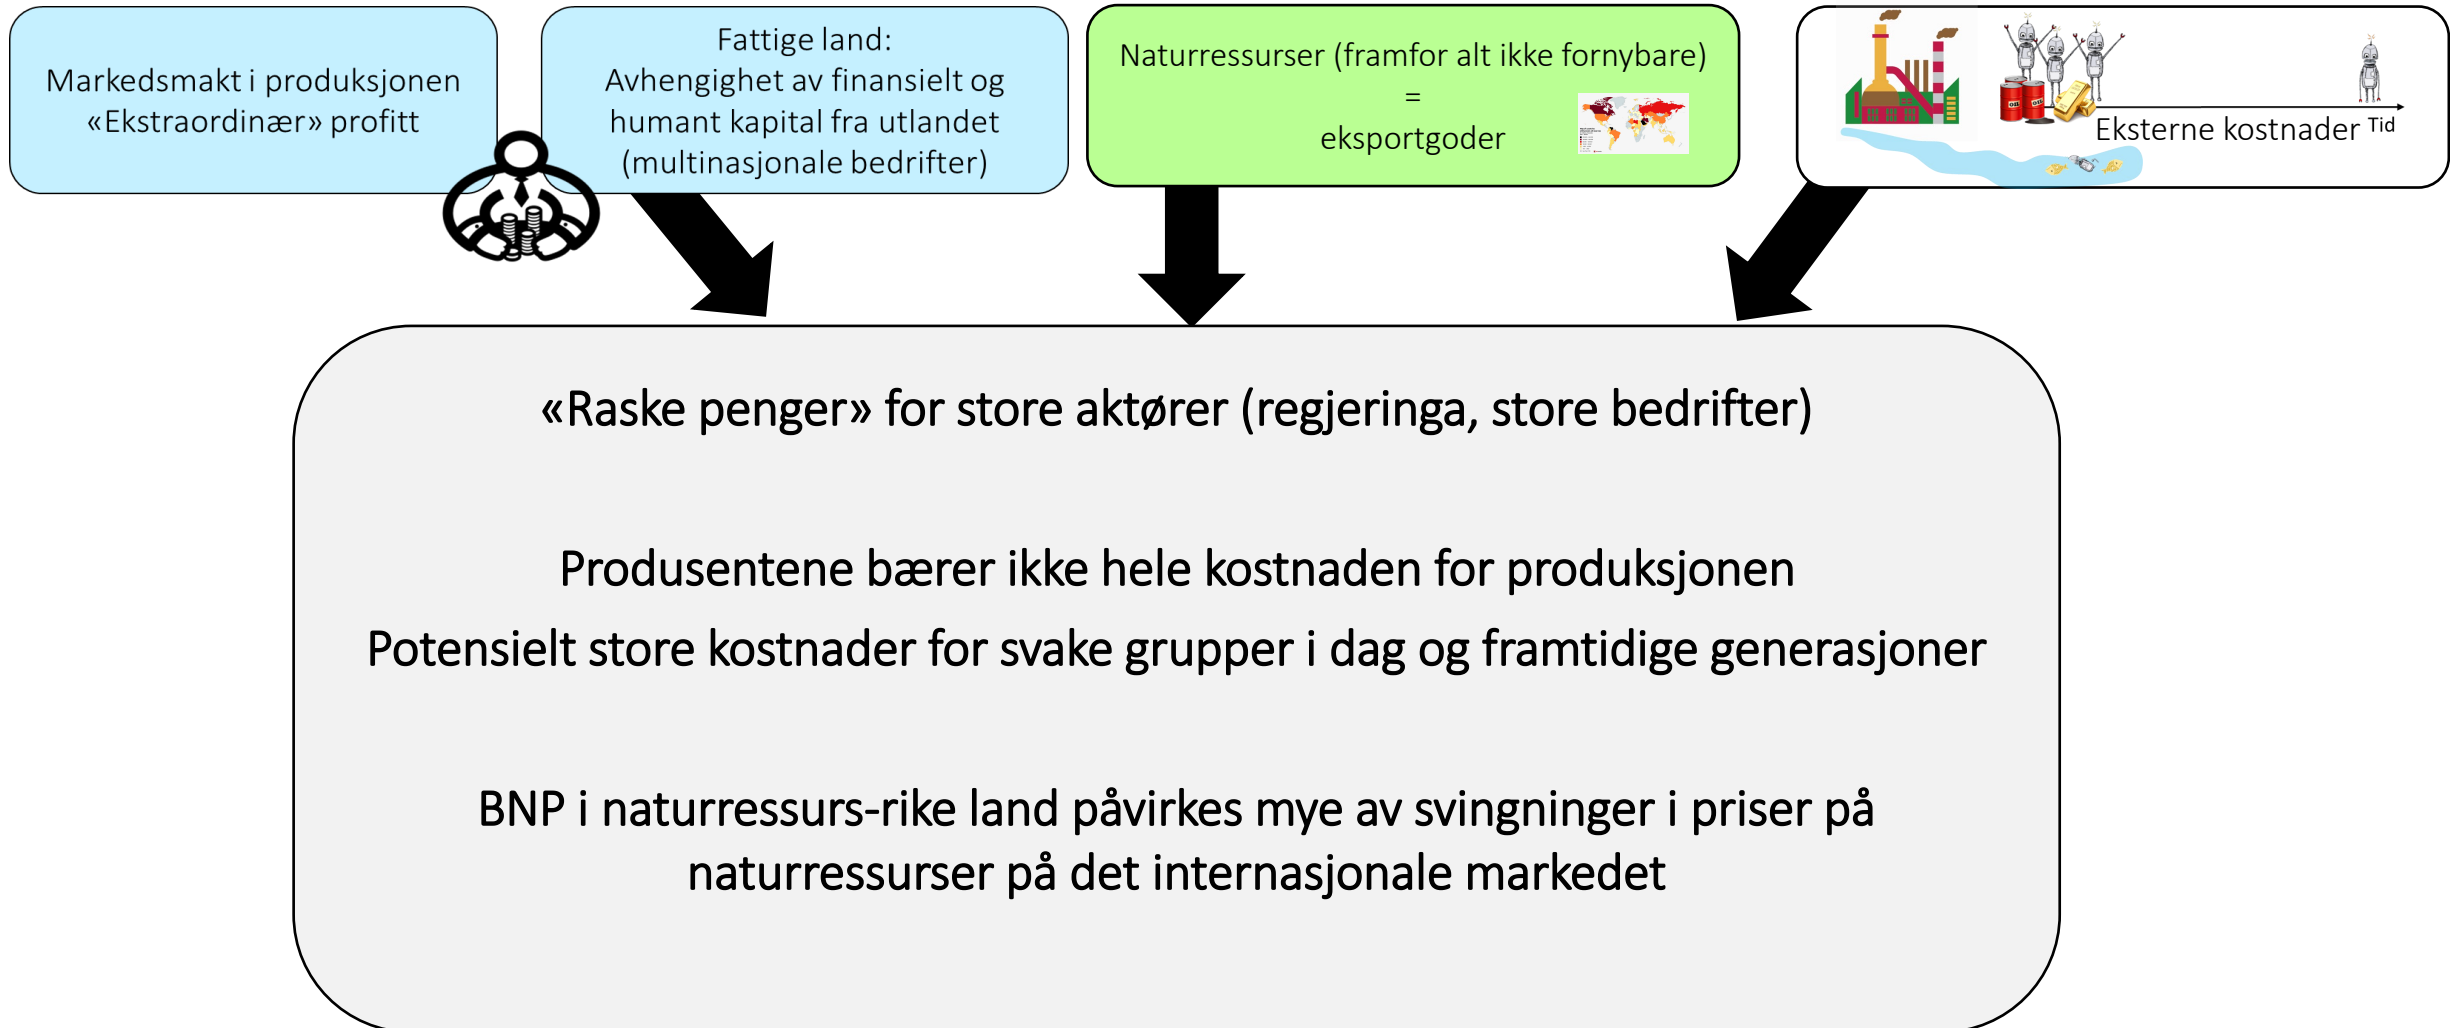 Markedsmakt i produksjonen
«Ekstraordinær» profitt
Fattige land:
Avhengighet av finansielt og
humant kapital fra utlandet
(multinasjonale bedrifter)
Naturressurser (framfor alt ikke fornybare)
=
eksportgoder
OIL
OIL
Eksterne kostnader Tid
«Raske penger» for store aktører (regjeringa, store bedrifter)
Produsentene bærer ikke hele kostnaden for produksjonen
Potensielt store kostnader for svake grupper i dag og framtidige generasjoner
BNP i naturressurs-rike land påvirkes mye av svingninger i priser på
naturressurser på det internasjonale markedet